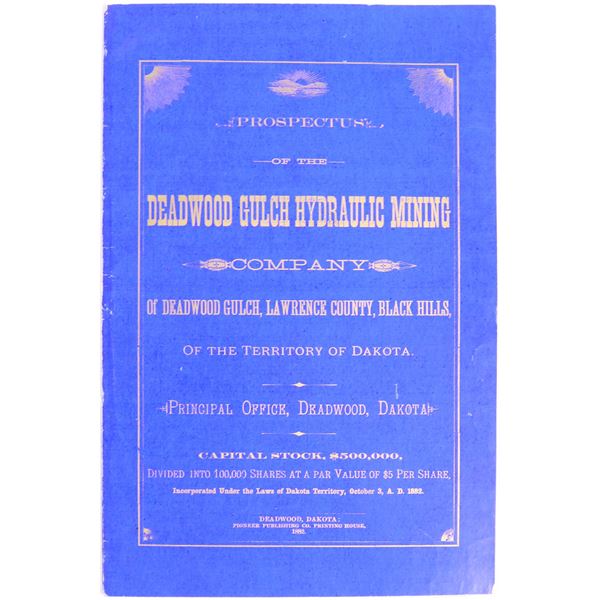 PROSPECTUS
OF THE
DEADWOOD GULCH HYDRAULIC MINING
COMPANY
Of DEADWOOD GULCH, LAWRENCE COUNTY, BLACK HILLS,
OF THE TERRITORY OF DAKOTA.
PRINCIPAL OFFICE, DEADWOOD, DAKOTA
CAPITAL STOCK, $500,000,
DIVIDED INTO 100,000 SHARES AT A PAR VALUE OF $5 PER SHARE,
Incorporated Under the Laws of Dakota Territory, October 3, A. D. 1882.
DEADWOOD, DAKOTA:
PIONEER PUBLISHING CO. PRINTING HOUSE,
1882.